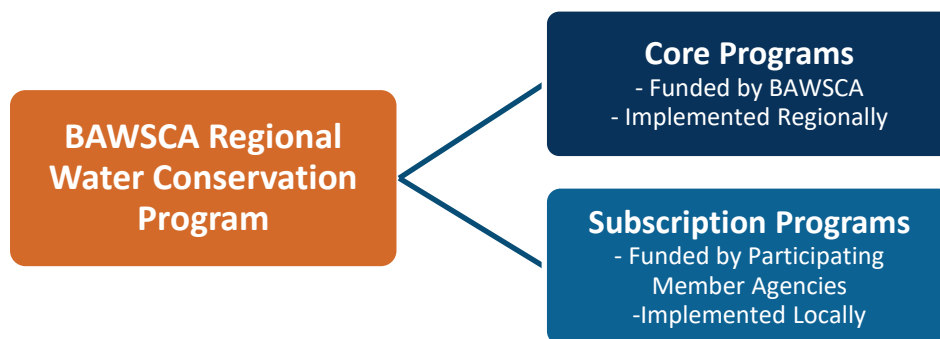 BAWSCA Regional
Water Conservation
Program
Core Programs
- Funded by BAWSCA
- Implemented Regionally
Subscription Programs
- Funded by Participating
Member Agencies
-Implemented Locally